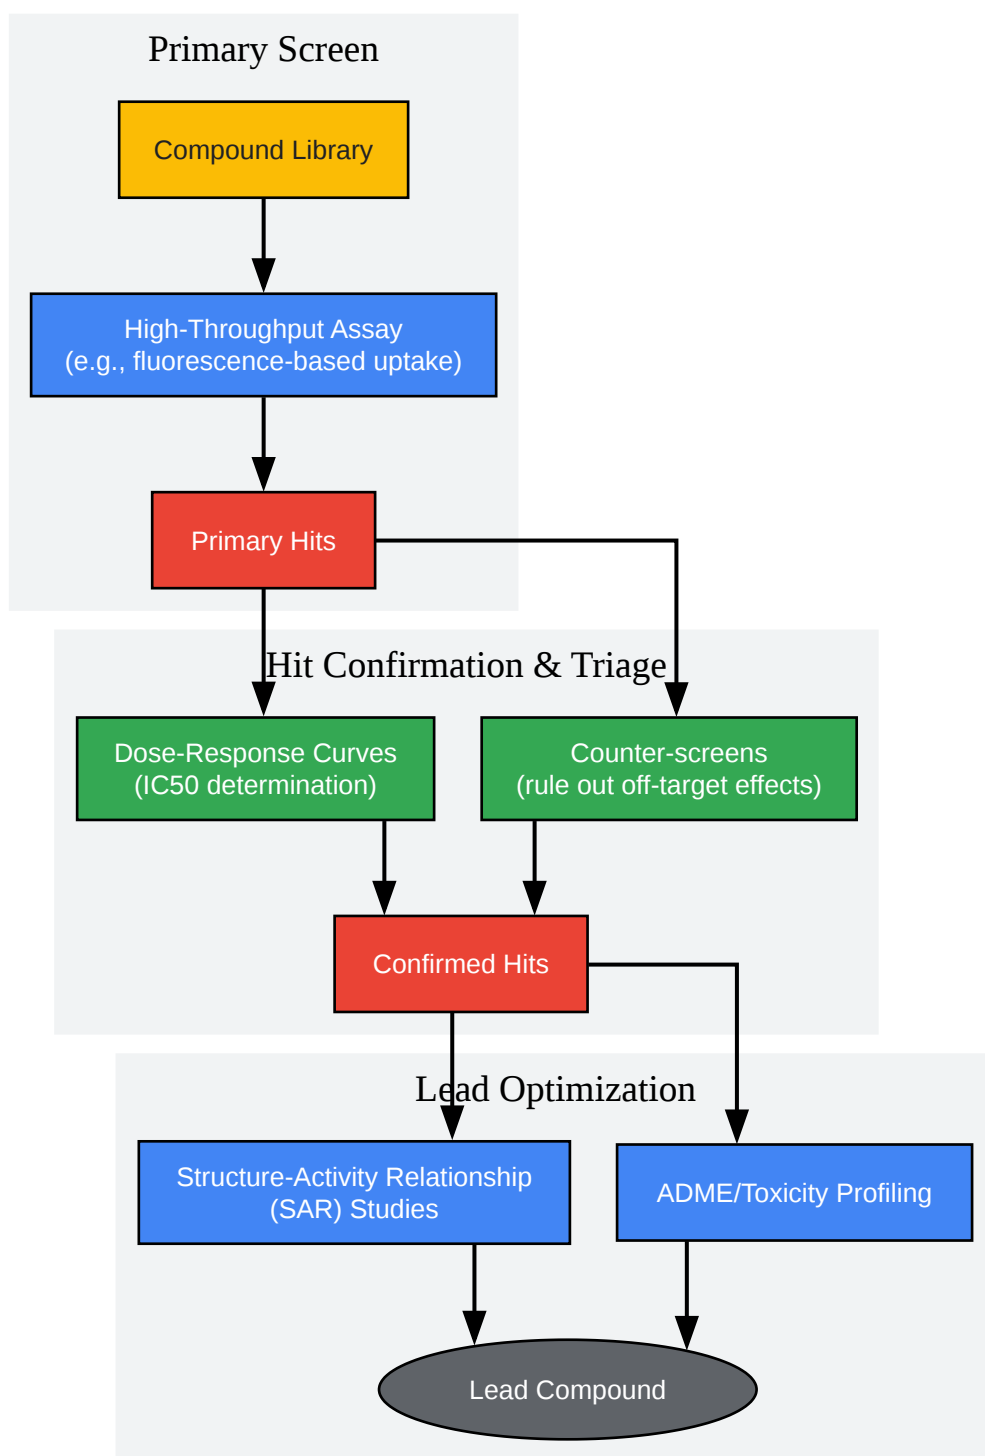 Primary Screen
Compound Library
High-Throughput Assay
(e.g., fluorescence-based uptake)
Primary Hits
Hit Confirmation & Triage
Dose-Response Curves
(IC50 determination)
Counter-screens
(rule out off-target effects)
Confirmed Hits
Lead Optimization
Structure-Activity Relationship
(SAR) Studies
ADME/Toxicity Profiling
Lead Compound